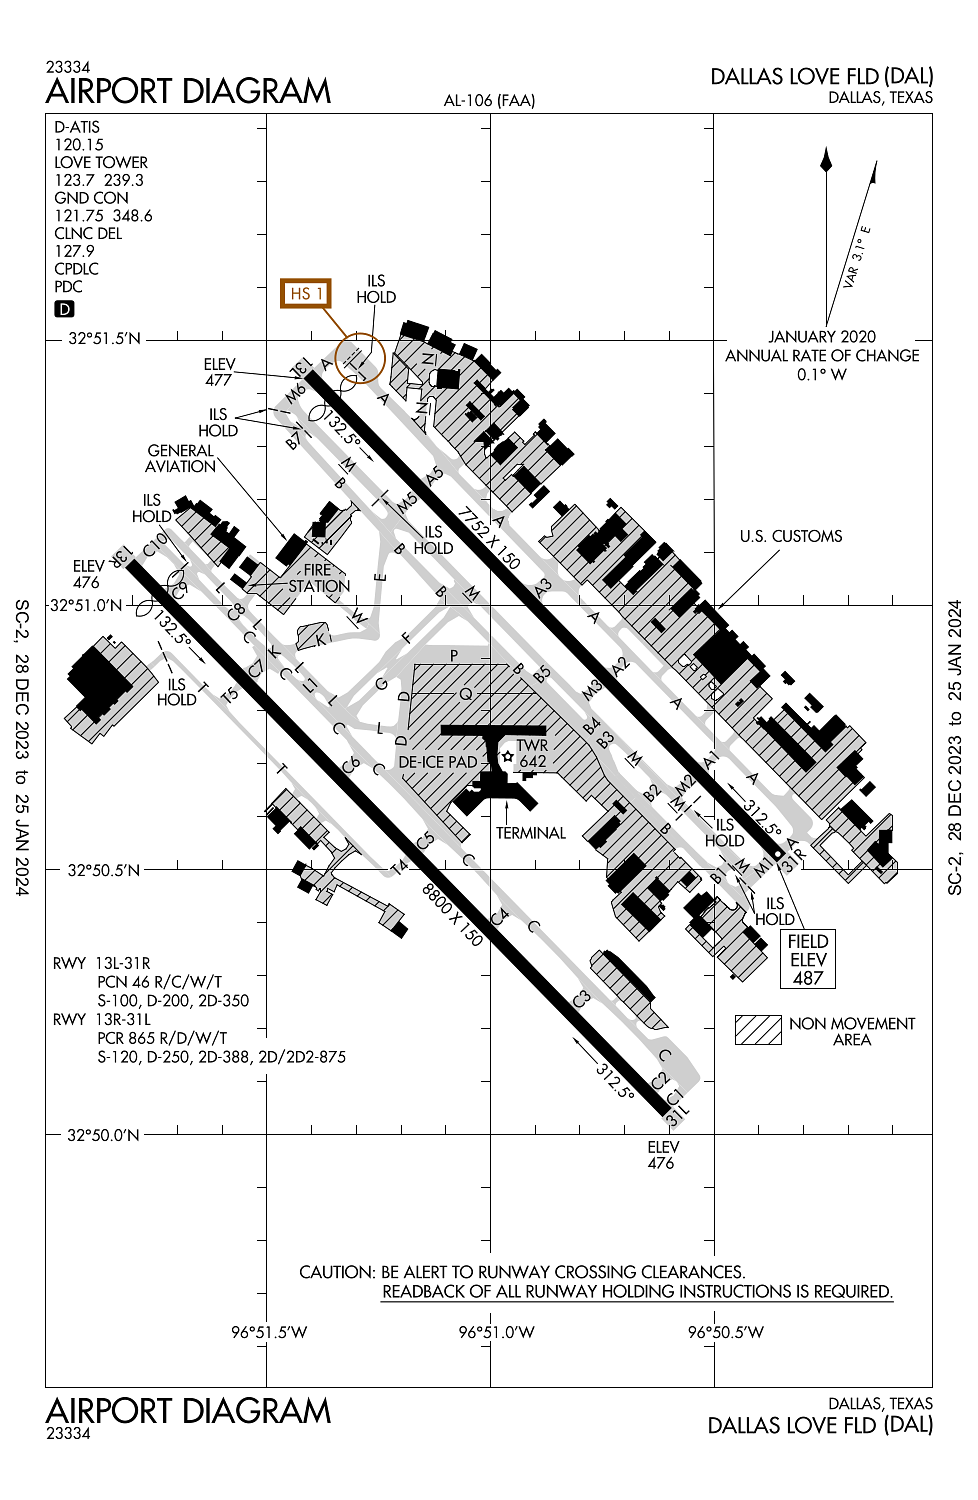 23334
AIRPORT DIAGRAM
AL-106 (FAA)
DALLAS LOVE FLD (DAL)
DALLAS, TEXAS
D-ATIS
120.15
LOVE TOWER
123.7 239.3
GND CON
121.75 348.6
CLNC DEL
127.9
CPDLC
PDC
D
HS 1
ILS
HOLD
VAR 3.1° E
JANUARY 2020
ANNUAL RATE OF CHANGE
0.1° W
32°51.5'N
ELEV
477
13L
A
M6
ILS
HOLD
B7
132.5°
A
N
N
GENERAL
AVIATION
M
B
M5
A5
ILS
HOLD
C10
13R
ELEV
476
ILS
HOLD
B
7752 X 150
A
U.S. CUSTOMS
FIRE
STATION
E
L
C9
C8
L
C
32°51.0'N
132.5°
W
K
B
M
A3
A
F
K
C7
C
L
L1
T
T5
ILS
HOLD
P
G
D
Q
B
B5
M3
A2
A
L
C
L
D
B4
B3
M
TWR
642
DE-ICE PAD
C6
C
T
TERMINAL
A1
M2
B2
M
B
A
312.5°
ILS
HOLD
A
31R
M1
M
B1
ILS
HOLD
C5
C
T4
32°50.5'N
8800 X 150
C4
C
FIELD
ELEV
487
RWY 13L-31R
PCN 46 R/C/W/T
S-100, D-200, 2D-350
RWY 13R-31L
PCR 865 R/D/W/T
S-120, D-250, 2D-388, 2D/2D2-875
C3
NON MOVEMENT
AREA
C
C2
C1
312.5°
31L
32°50.0'N
ELEV
476
CAUTION: BE ALERT TO RUNWAY CROSSING CLEARANCES.
READBACK OF ALL RUNWAY HOLDING INSTRUCTIONS IS REQUIRED.
96°51.5'W
96°51.0'W
96°50.5'W
AIRPORT DIAGRAM
23334
DALLAS, TEXAS
DALLAS LOVE FLD (DAL)
SC-2, 28 DEC 2023 to 25 JAN 2024
SC-2, 28 DEC 2023 to 25 JAN 2024